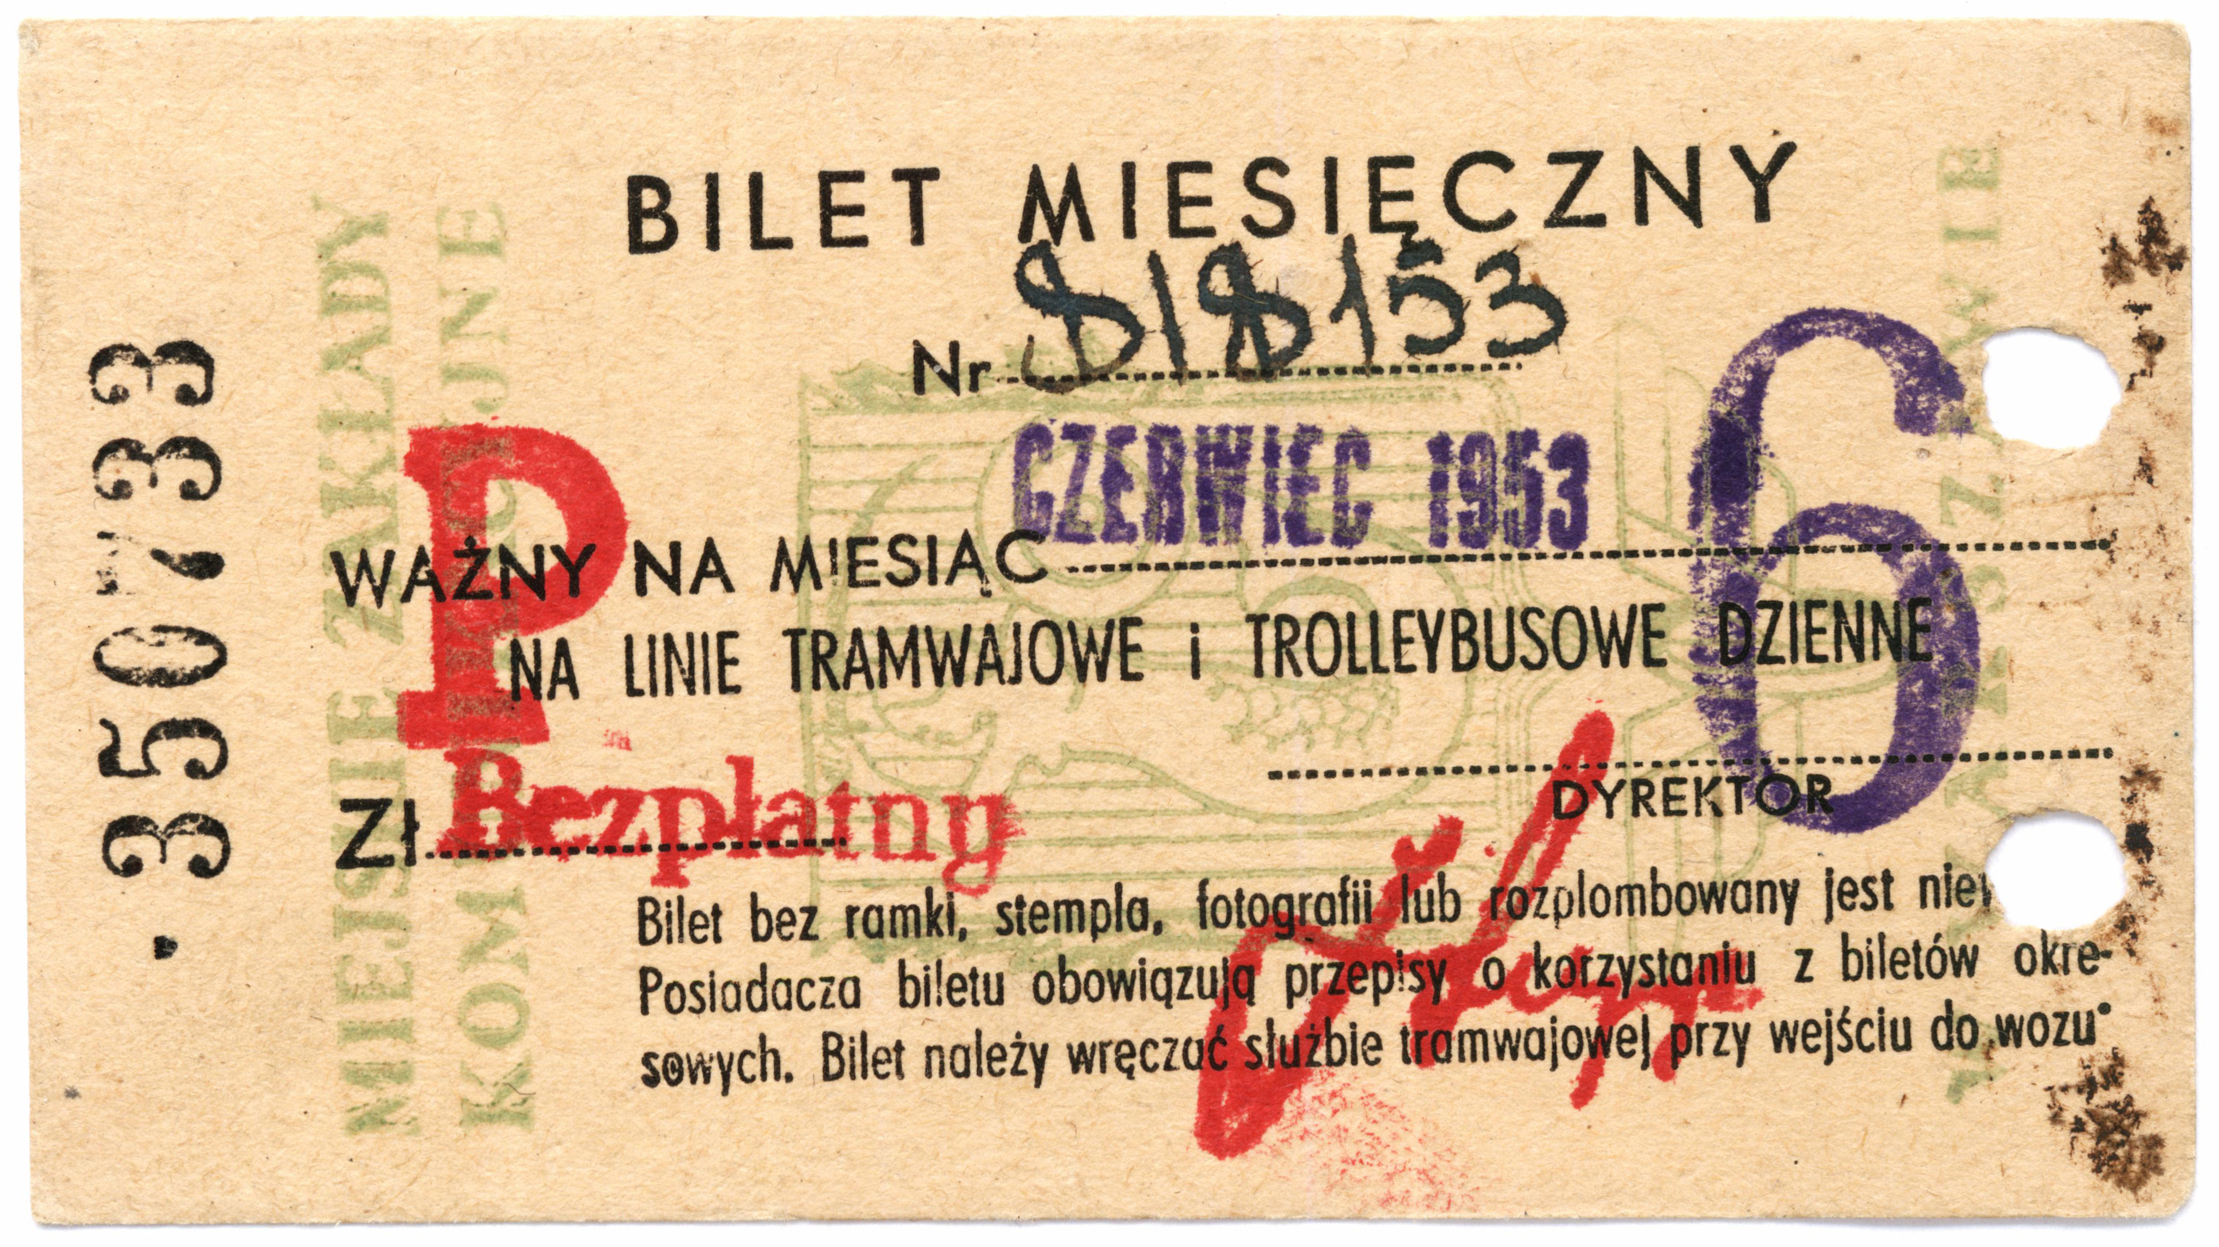 350733
MIEJSKIE ZAKŁADY
KOMUNIKACYJNE
BILET MIESIĘCZNY
Nr 818153
CZERWIEC 1953
WAŻNY NA MIESIĄC
6
P
NA LINIE TRAMWAJOWE i TROLLEYBUSOWE DZIENNE
Zł. Bezpłatny
DYREKTOR
Bilet bez ramki, stempla, fotografii lub rozplombowany jest
Posiadacza biletu obowiązują przepisy o korzystaniu z biletów okre-
sowych. Bilet należy wręczać służbie tramwajowej przy wejściu do wozu
W WARSZAWIE